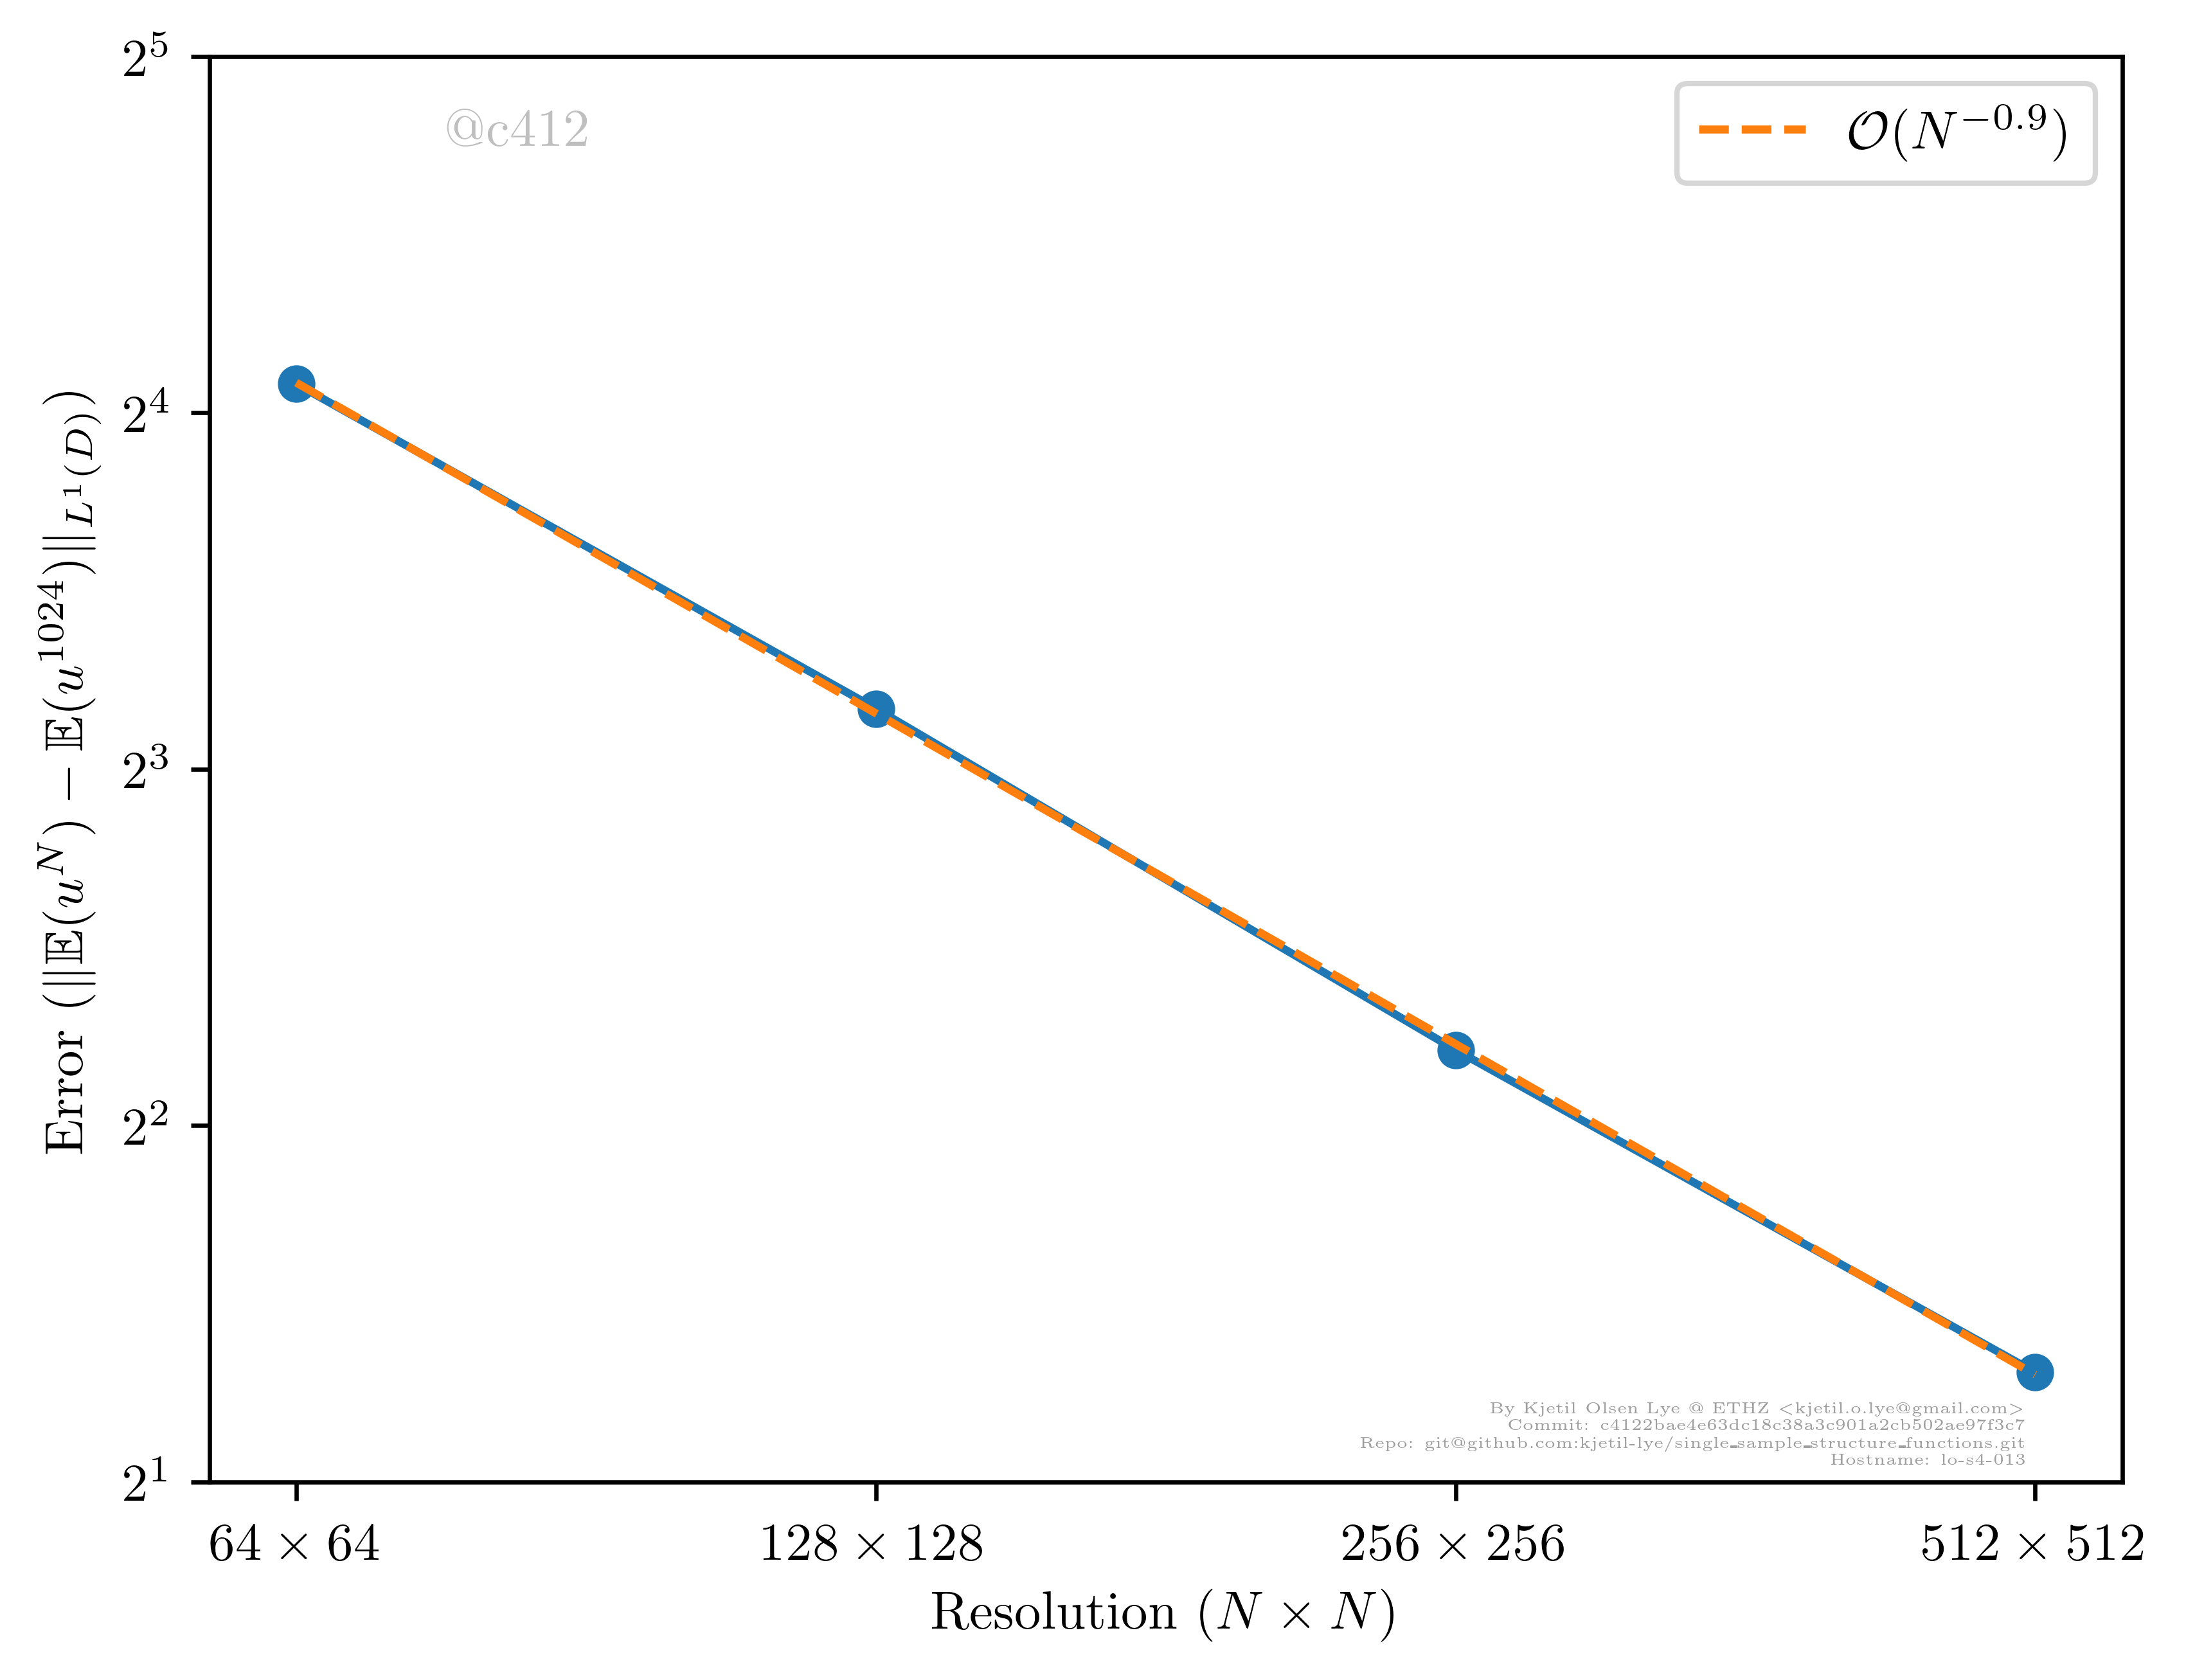 2^5
@c412
𝒪(N^{-0.9})
2^4
2^3
2^2
2^1
Error (||𝔼(u^N) − 𝔼(u^{1024})||_{L^1(D)})
By Kjetil Olsen Lye @ ETHZ <kjetil.o.lye@gmail.com>
Commit: c4122bae4e63dc18c38a3c901a2cb502ae97f3c7
Repo: git@github.com:kjetil-lye/single_sample_structure_functions.git
Hostname: lo-s4-013
64 × 64
128 × 128
256 × 256
512 × 512
Resolution (N × N)